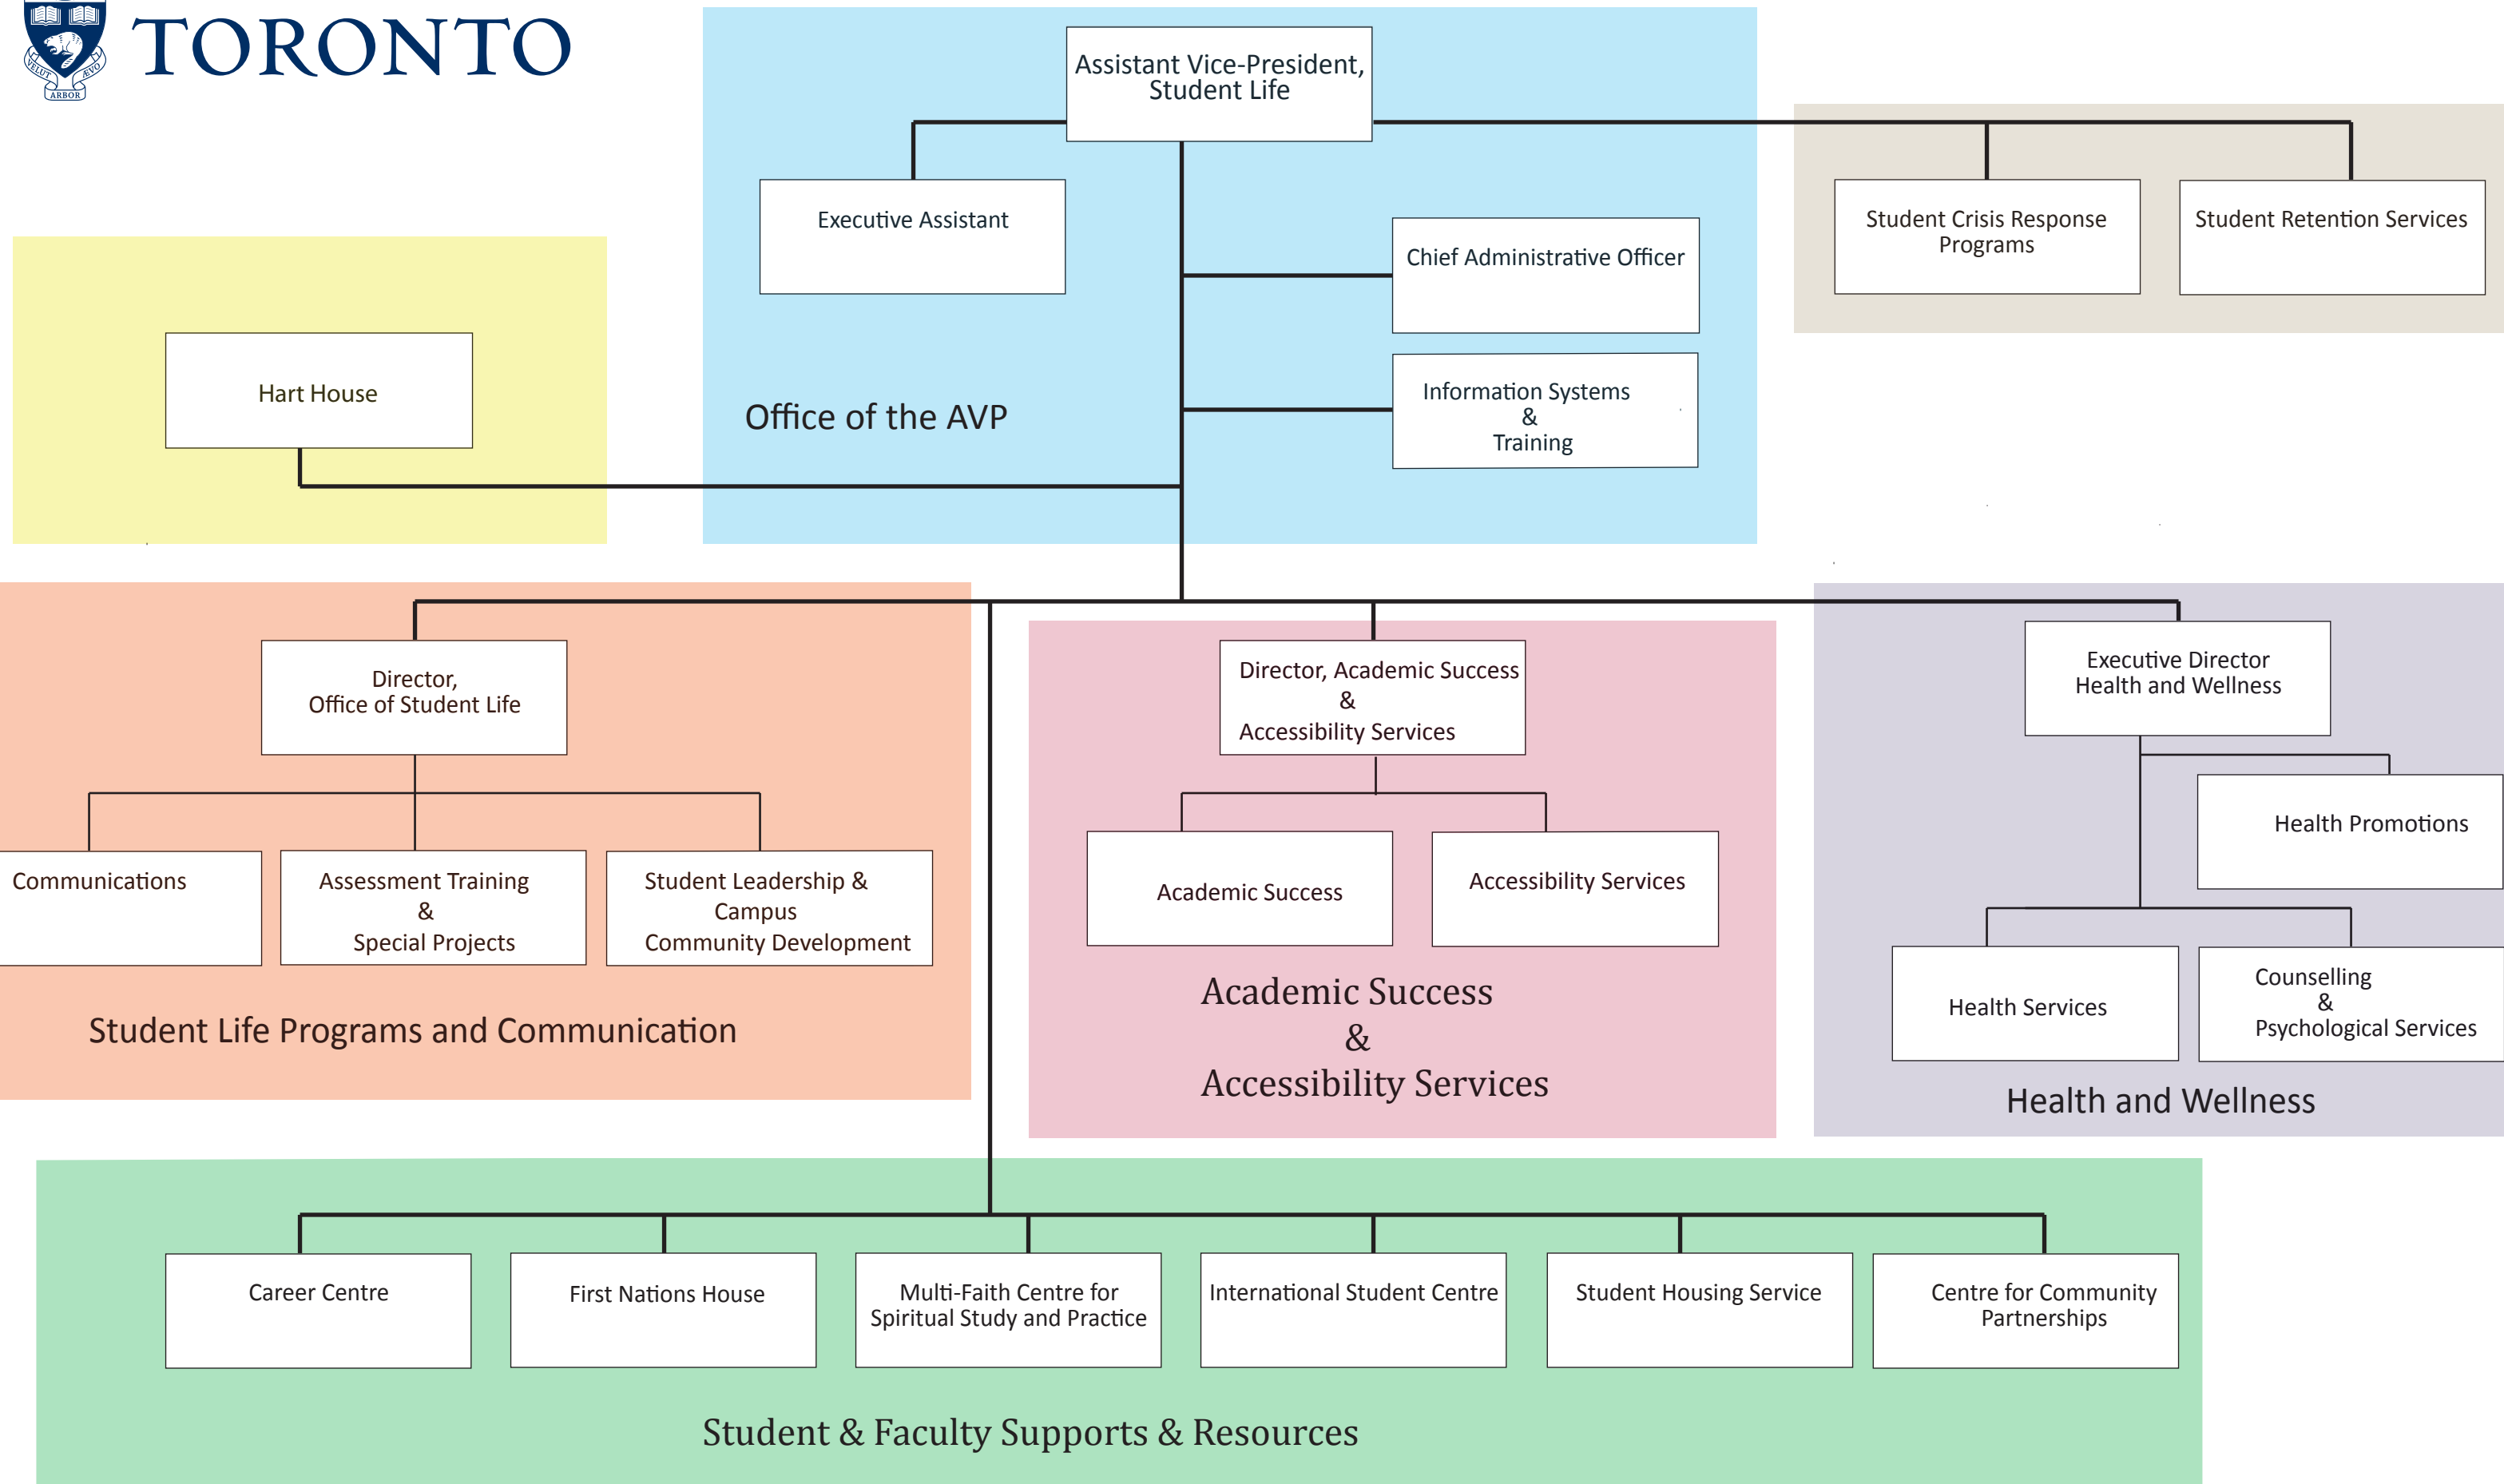 TORONTO
VELUT
ARBOR
ÆVO
Assistant Vice-President,
Student Life
Executive Assistant
Chief Administrative Officer
Information Systems
&
Training
Office of the AVP
Student Crisis Response
Programs
Student Retention Services
Hart House
Director,
Office of Student Life
Communications
Assessment Training
&
Special Projects
Student Leadership &
Campus
Community Development
Student Life Programs and Communication
Director, Academic Success
&
Accessibility Services
Academic Success
Accessibility Services
Academic Success
&
Accessibility Services
Executive Director
Health and Wellness
Health Promotions
Health Services
Counselling
&
Psychological Services
Health and Wellness
Career Centre
First Nations House
Multi-Faith Centre for
Spiritual Study and Practice
International Student Centre
Student Housing Service
Centre for Community
Partnerships
Student & Faculty Supports & Resources